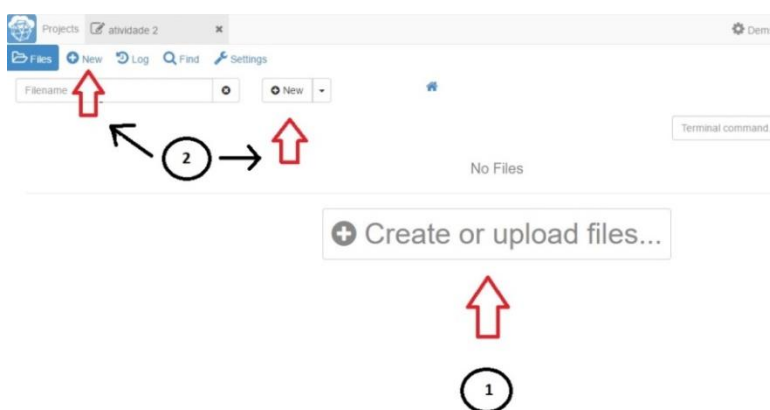 Projects atividade 2 × Dem
Files New Log Find Settings
Filename New
Terminal command
2
No Files
Create or upload files...
1